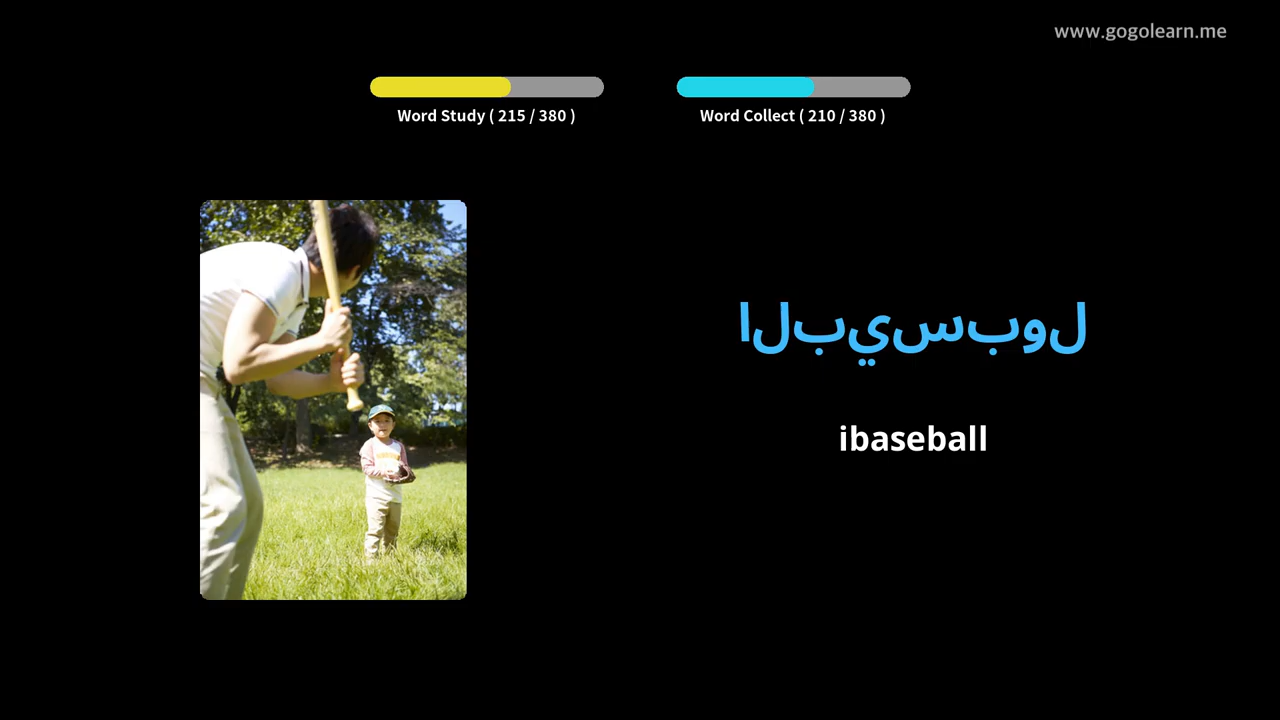 www.gogolearn.me
Word Study ( 215 / 380 )
Word Collect ( 210 / 380 )
البيسبول
ibaseball